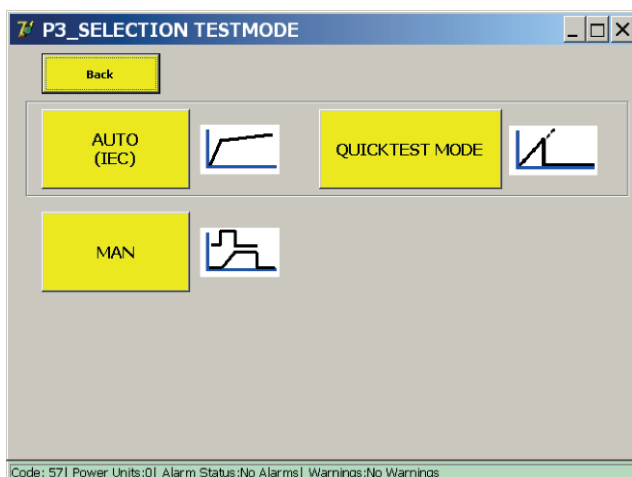 P3_SELECTION TESTMODE
Back
AUTO
(IEC)
QUICKTEST MODE
MAN
Code: 57| Power Units:0| Alarm Status:No Alarms| Warnings:No Warnings